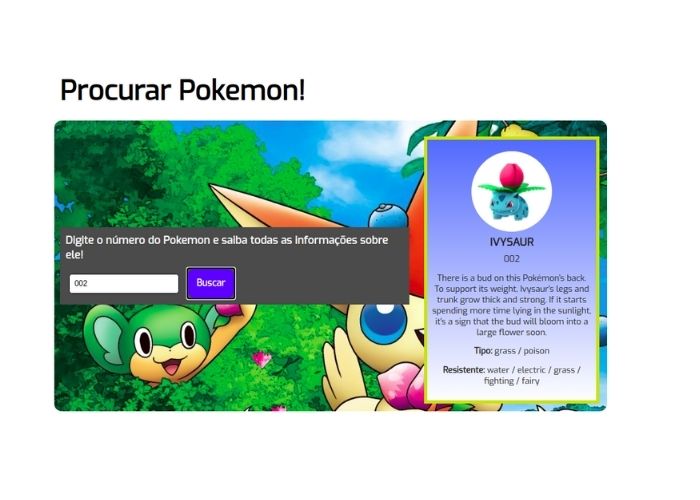 Procurar Pokemon!
Digite o número do Pokemon e saiba todas as informações sobre
ele!
002
Buscar
IVYSAUR
002
There is a bud on this Pokémon's back.
To support its weight, Ivysaur's legs and
trunk grow thick and strong. If it starts
spending more time lying in the sunlight,
it's a sign that the bud will bloom into a
large flower soon.
Tipo: grass / poison
Resistente: water / electric / grass /
fighting / fairy